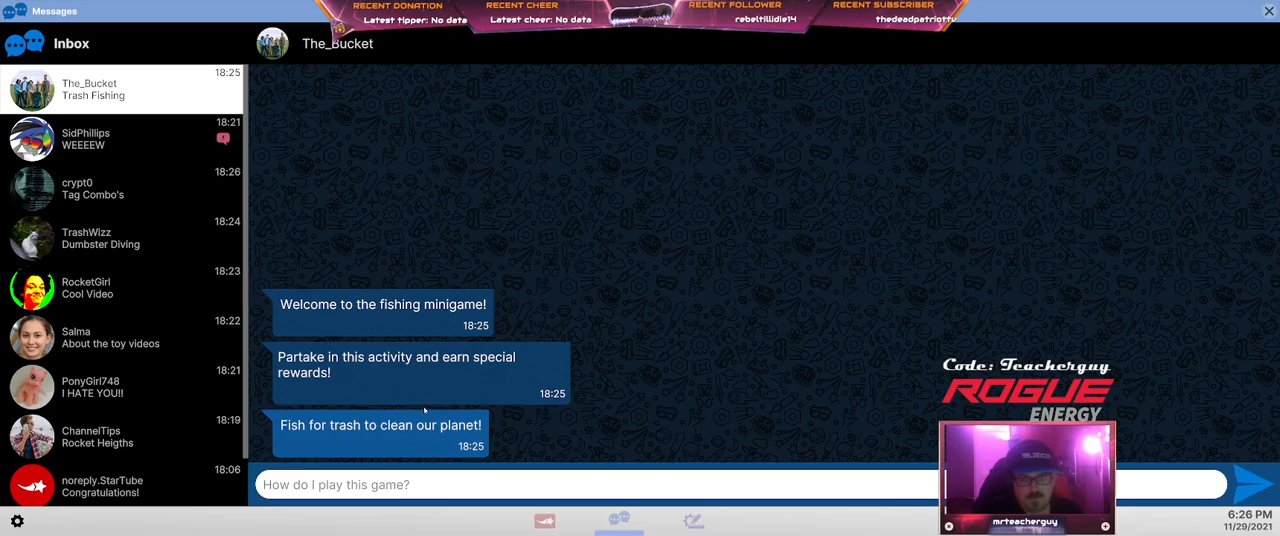 Messages
RECENT DONATION
Latest tipper: No data
RECENT CHEER
Latest cheer: No data
RECENT FOLLOWER
rebeltillidie14
RECENT SUBSCRIBER
thedeadpatriottv
Inbox
The_Bucket
The_Bucket
Trash Fishing
18:25
SidPhillips
WEEEEW
18:21
crypt0
Tag Combo's
18:26
TrashWizz
Dumbster Diving
18:24
RocketGirl
Cool Video
18:23
Salma
About the toy videos
18:22
PonyGirl748
I HATE YOU!!
18:21
ChannelTips
Rocket Heigths
18:19
noreply.StarTube
Congratulations!
18:06
Welcome to the fishing minigame!
18:25
Partake in this activity and earn special
rewards!
18:25
Fish for trash to clean our planet!
18:25
How do I play this game?
Code: Teacherguy
ROGUE
ENERGY
mrteacherguy
6:26 PM
11/29/2021